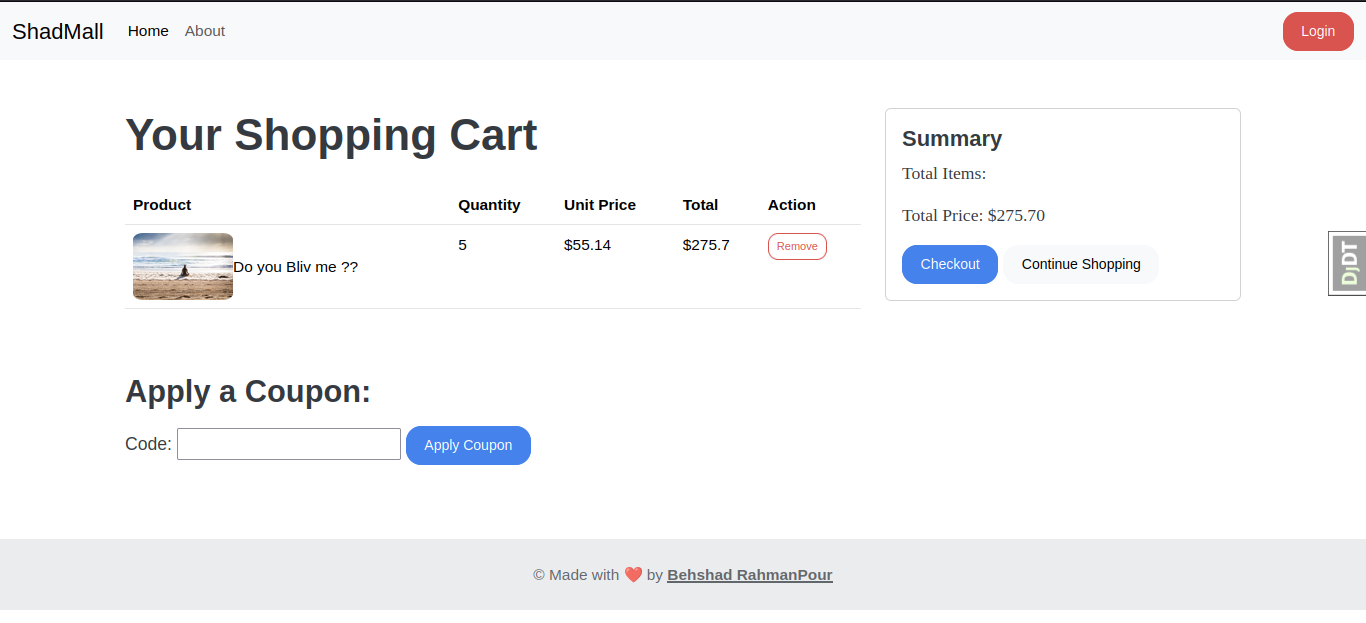 ShadMall Home About Login
Your Shopping Cart
Product Quantity Unit Price Total Action
Do you Bliv me ?? 5 $55.14 $275.7 Remove
Summary
Total Items:
Total Price: $275.70
Checkout Continue Shopping
DjDT
Apply a Coupon:
Code: Apply Coupon
© Made with ❤️ by Behshad RahmanPour